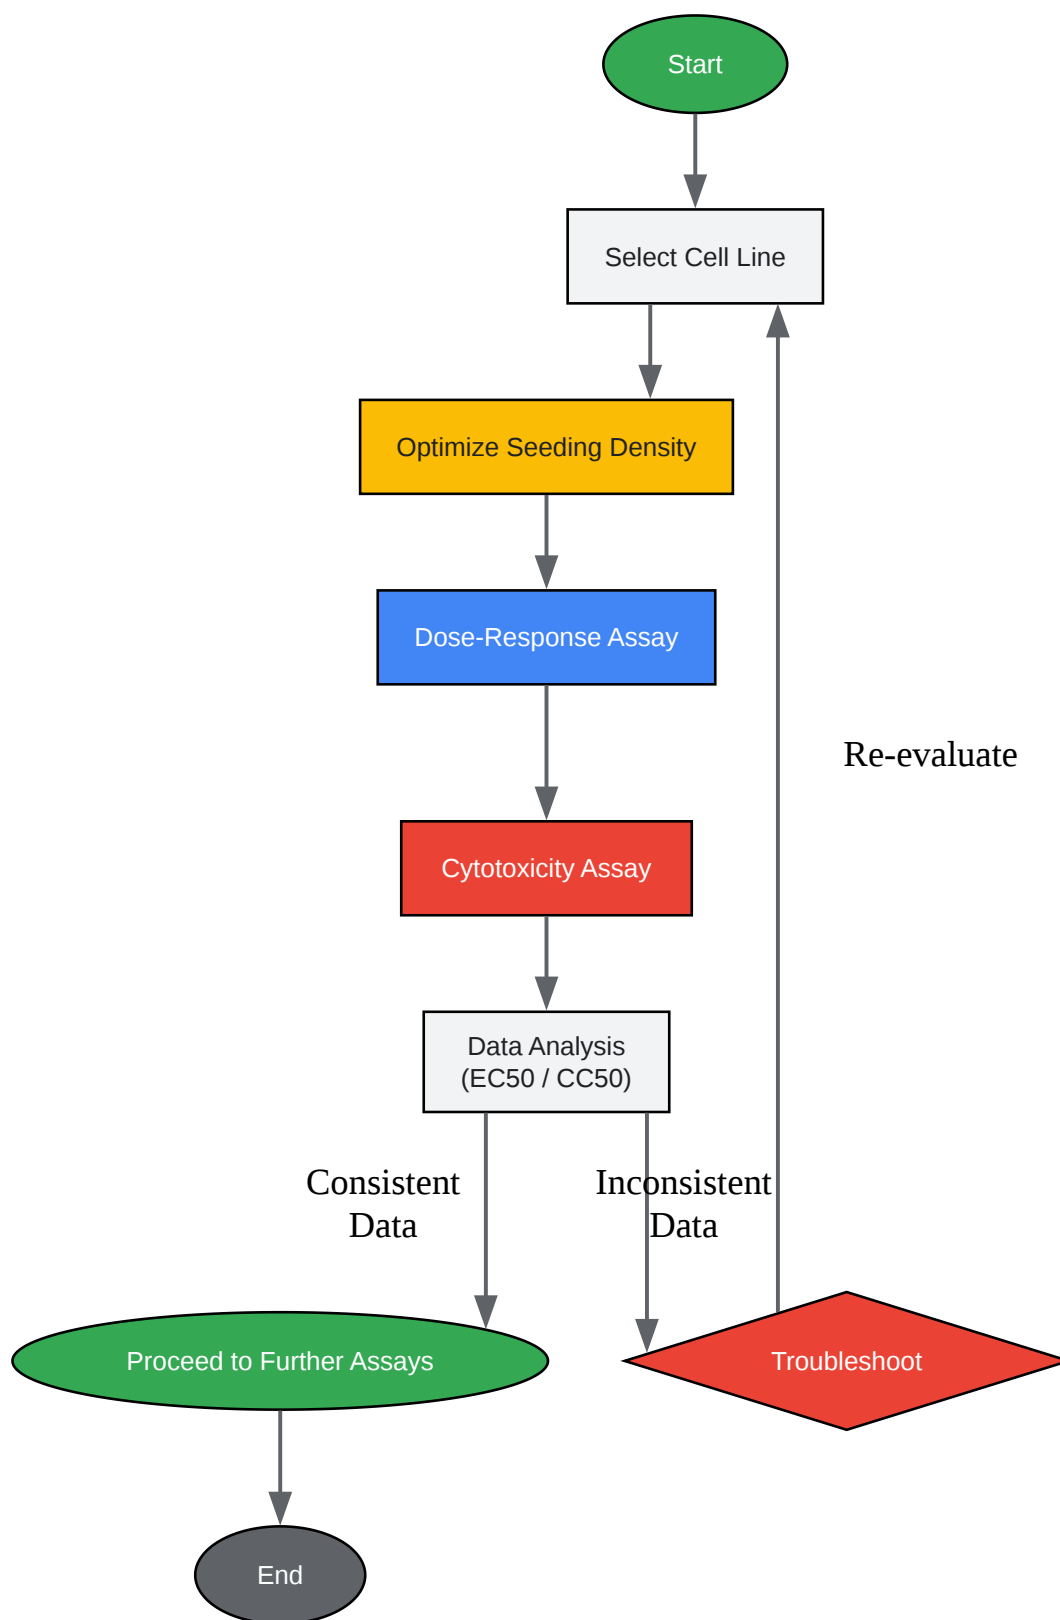 Start
Select Cell Line
Optimize Seeding Density
Dose-Response Assay
Re-evaluate
Cytotoxicity Assay
Data Analysis
(EC50 / CC50)
Consistent
Data
Inconsistent
Data
Proceed to Further Assays
Troubleshoot
End